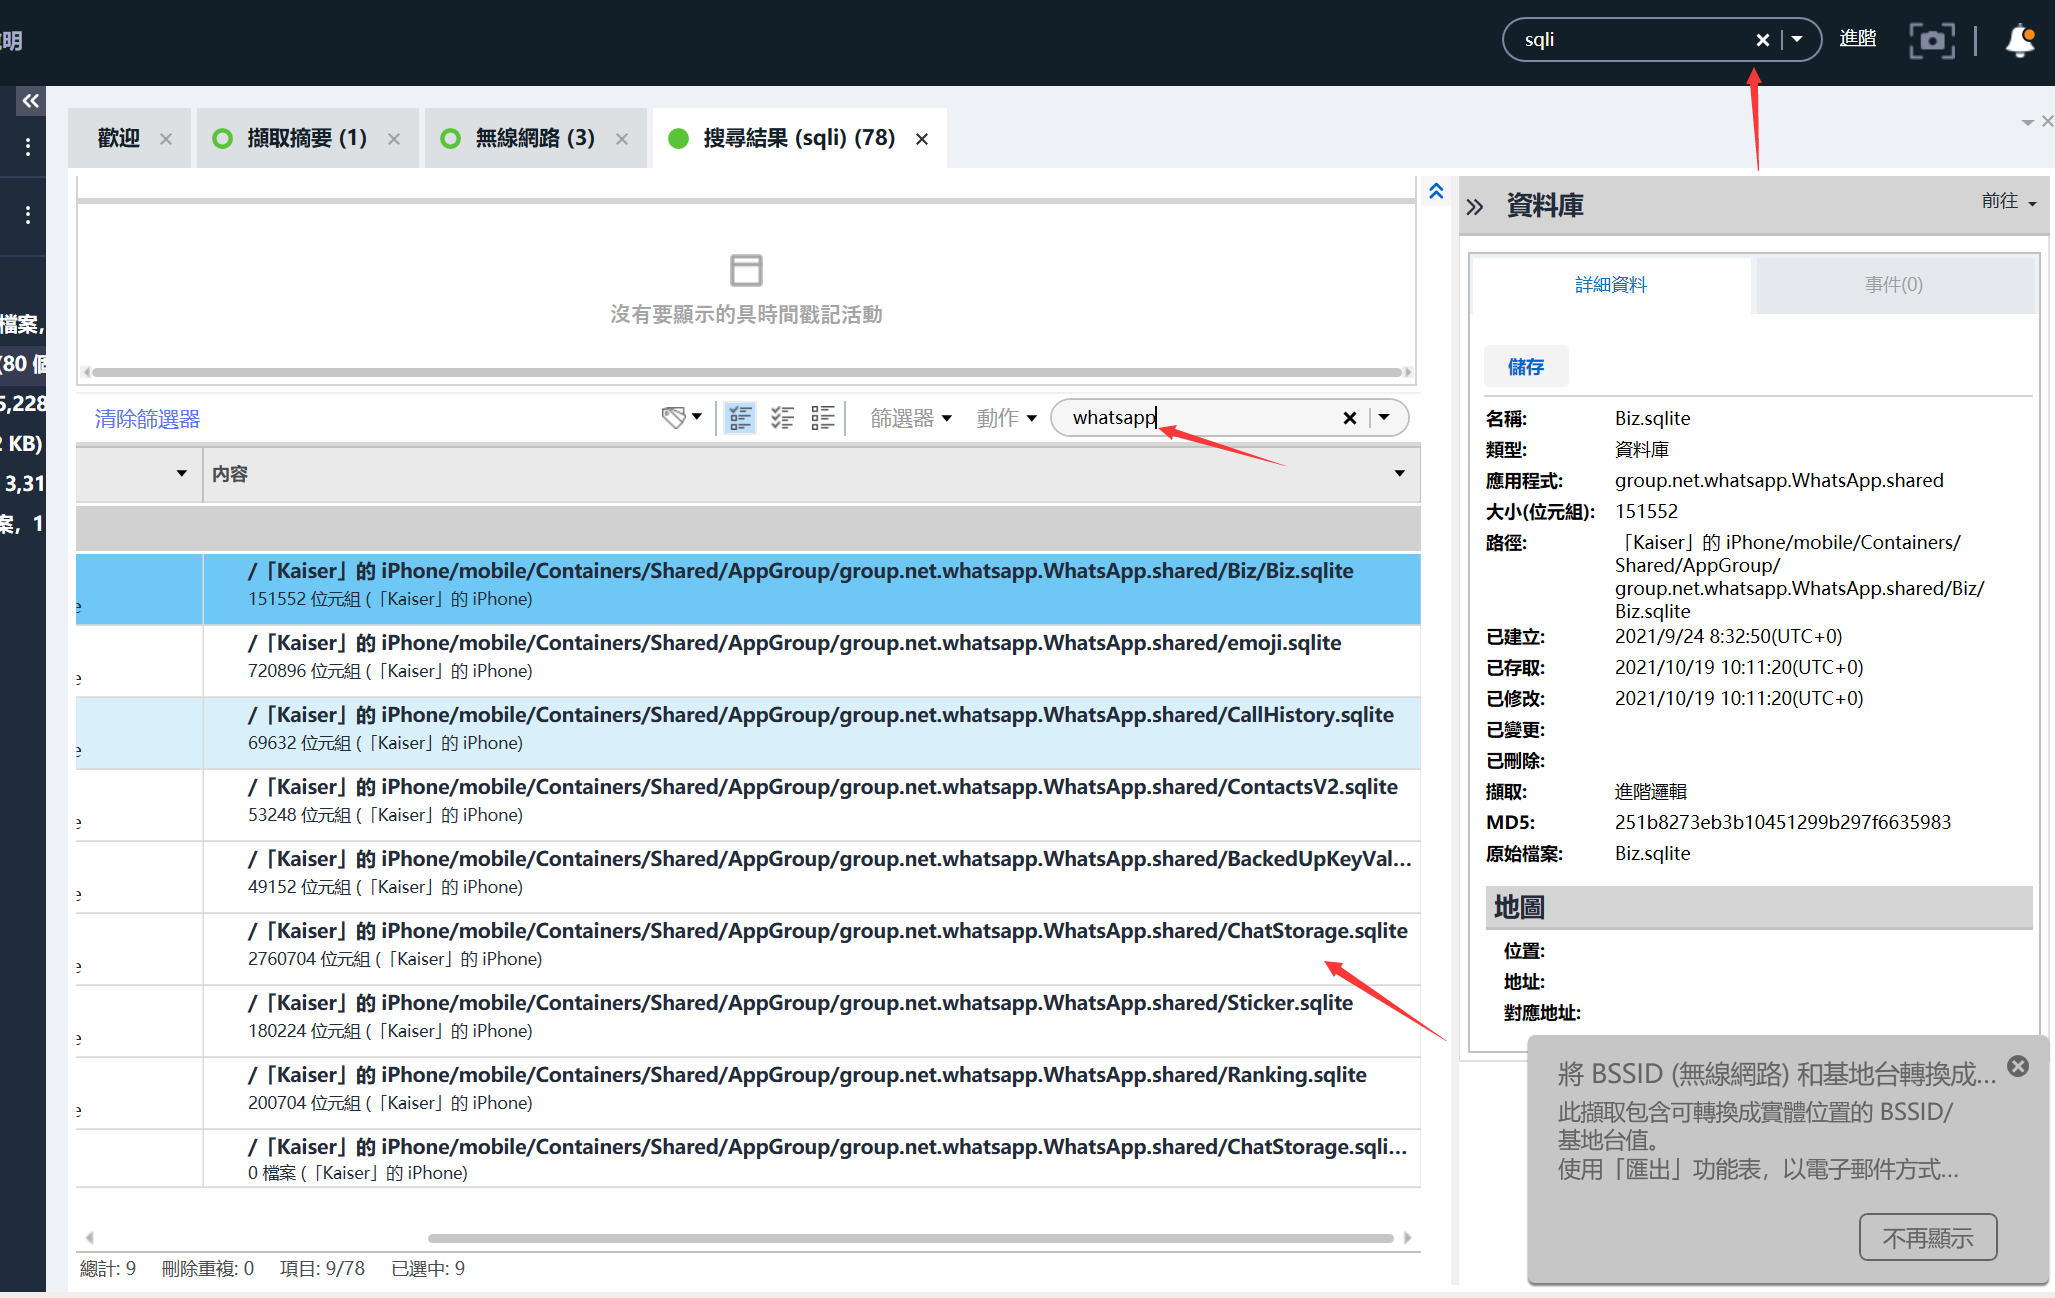 明
sqli
進階
歡迎
擷取摘要 (1)
無線網路 (3)
搜尋結果 (sqli) (78)
資料庫
前往
詳細資料
事件(0)
沒有要顯示的具時間戳記活動
儲存
清除篩選器
篩選器
動作
whatsapp
內容
檔案,
(80 個
5,228
2 KB)
3,31
案, 1
/「Kaiser」的 iPhone/mobile/Containers/Shared/AppGroup/group.net.whatsapp.WhatsApp.shared/Biz/Biz.sqlite
151552 位元組 (「Kaiser」的 iPhone)
e
/「Kaiser」的 iPhone/mobile/Containers/Shared/AppGroup/group.net.whatsapp.WhatsApp.shared/emoji.sqlite
720896 位元組 (「Kaiser」的 iPhone)
e
/「Kaiser」的 iPhone/mobile/Containers/Shared/AppGroup/group.net.whatsapp.WhatsApp.shared/CallHistory.sqlite
69632 位元組 (「Kaiser」的 iPhone)
e
/「Kaiser」的 iPhone/mobile/Containers/Shared/AppGroup/group.net.whatsapp.WhatsApp.shared/ContactsV2.sqlite
53248 位元組 (「Kaiser」的 iPhone)
e
/「Kaiser」的 iPhone/mobile/Containers/Shared/AppGroup/group.net.whatsapp.WhatsApp.shared/BackedUpKeyVal...
49152 位元組 (「Kaiser」的 iPhone)
e
/「Kaiser」的 iPhone/mobile/Containers/Shared/AppGroup/group.net.whatsapp.WhatsApp.shared/ChatStorage.sqlite
2760704 位元組 (「Kaiser」的 iPhone)
e
/「Kaiser」的 iPhone/mobile/Containers/Shared/AppGroup/group.net.whatsapp.WhatsApp.shared/Sticker.sqlite
180224 位元組 (「Kaiser」的 iPhone)
e
/「Kaiser」的 iPhone/mobile/Containers/Shared/AppGroup/group.net.whatsapp.WhatsApp.shared/Ranking.sqlite
200704 位元組 (「Kaiser」的 iPhone)
e
/「Kaiser」的 iPhone/mobile/Containers/Shared/AppGroup/group.net.whatsapp.WhatsApp.shared/ChatStorage.sqli...
0 檔案 (「Kaiser」的 iPhone)
總計: 9 刪除重複: 0 項目: 9/78 已選中: 9
名稱: Biz.sqlite
類型: 資料庫
應用程式: group.net.whatsapp.WhatsApp.shared
大小(位元組): 151552
路徑: 「Kaiser」的 iPhone/mobile/Containers/
Shared/AppGroup/
group.net.whatsapp.WhatsApp.shared/Biz/
Biz.sqlite
已建立: 2021/9/24 8:32:50(UTC+0)
已存取: 2021/10/19 10:11:20(UTC+0)
已修改: 2021/10/19 10:11:20(UTC+0)
已變更:
已刪除:
擷取: 進階邏輯
MD5: 251b8273eb3b10451299b297f6635983
原始檔案: Biz.sqlite
地圖
位置:
地址:
對應地址:
將 BSSID (無線網路) 和基地台轉換成...
此擷取包含可轉換成實體位置的 BSSID/
基地台值。
使用「匯出」功能表，以電子郵件方式...
不再顯示